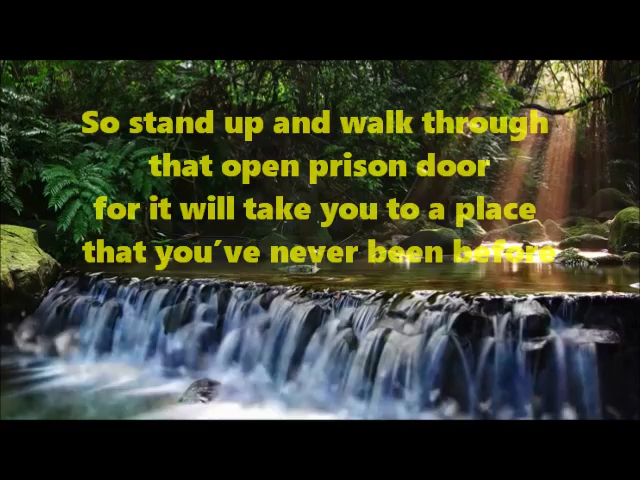 So stand up and walk through
that open prison door
for it will take you to a place
that you´ve never been before